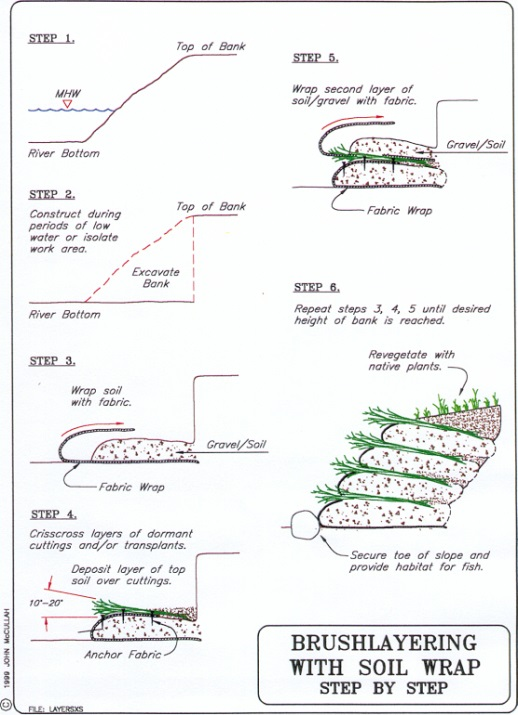 STEP 1.
Top of Bank
MHW
River Bottom
STEP 2.
Construct during
periods of low
water or isolate
work area.
Top of Bank
Excavate
Bank
River Bottom
STEP 3.
Wrap soil
with fabric.
Gravel/Soil
Fabric Wrap
STEP 4.
Crisscross layers of dormant
cuttings and/or transplants.
Deposit layer of top
soil over cuttings.
10"-20"
Anchor Fabric
STEP 5.
Wrap second layer of
soil/gravel with fabric.
Gravel/Soil
Fabric Wrap
STEP 6.
Repeat steps 3, 4, 5 until desired
height of bank is reached.
Revegetate with
native plants.
Secure toe of slope and
provide habitat for fish.
BRUSHLAYERING
WITH SOIL WRAP
STEP BY STEP
© 1999 JOHN McCULLAH
FILE: LAYERSXS